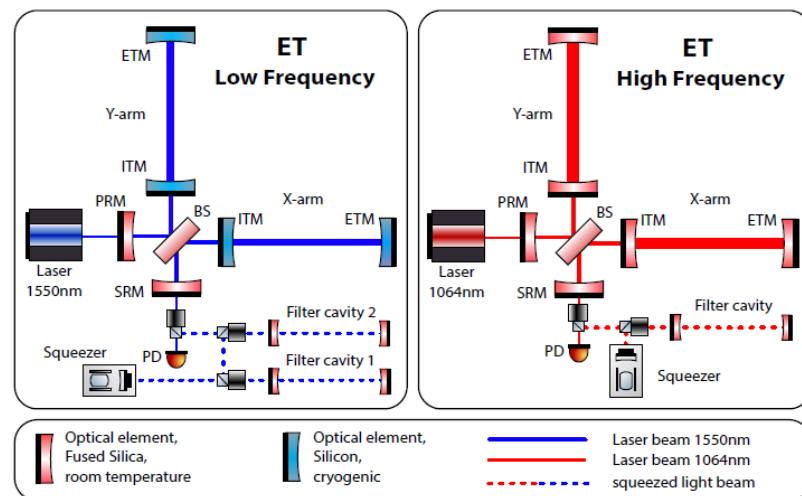 ET
Low Frequency
ETM
Y-arm
ITM
PRM
BS
X-arm
ITM
ETM
Laser
1550nm
SRM
PD
Filter cavity 2
Filter cavity 1
Squeezer
ET
High Frequency
ETM
Y-arm
ITM
PRM
BS
X-arm
ITM
ETM
Laser
1064nm
SRM
PD
Filter cavity
Squeezer
Optical element,
Fused Silica,
room temperature
Optical element,
Silicon,
cryogenic
Laser beam 1550nm
Laser beam 1064nm
squeezed light beam